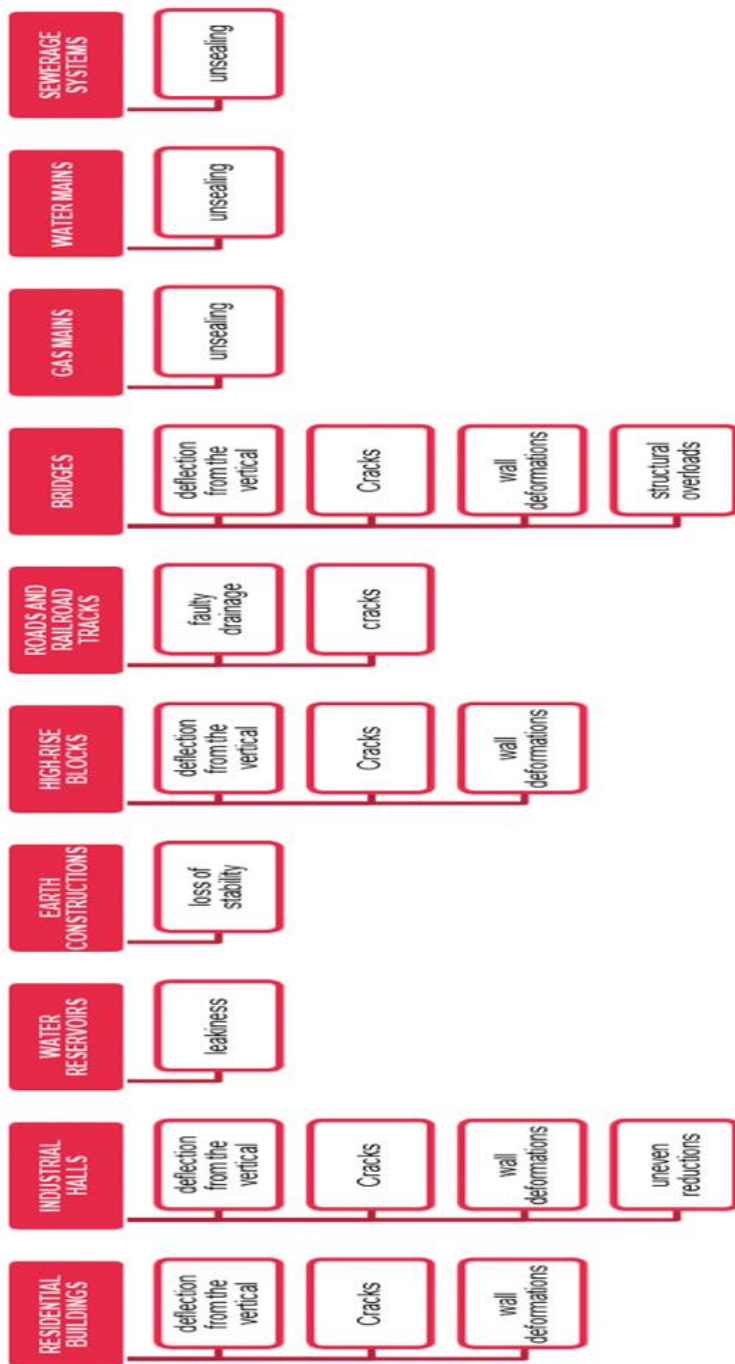 RESIDENTIAL
BUILDINGS
deflection
from the
vertical
Cracks
wall
deformations
INDUSTRIAL
HALLS
deflection
from the
vertical
Cracks
wall
deformations
uneven
reductions
WATER
RESERVOIRS
leakiness
EARTH
CONSTRUCTIONS
loss of
stability
HIGH-RISE
BLOCKS
deflection
from the
vertical
Cracks
wall
deformations
ROADS AND
RAILROAD
TRACKS
faulty
drainage
cracks
BRIDGES
deflection
from the
vertical
Cracks
wall
deformations
structural
overloads
GAS MAINS
unsealing
WATER MAINS
unsealing
SEWERAGE
SYSTEMS
unsealing